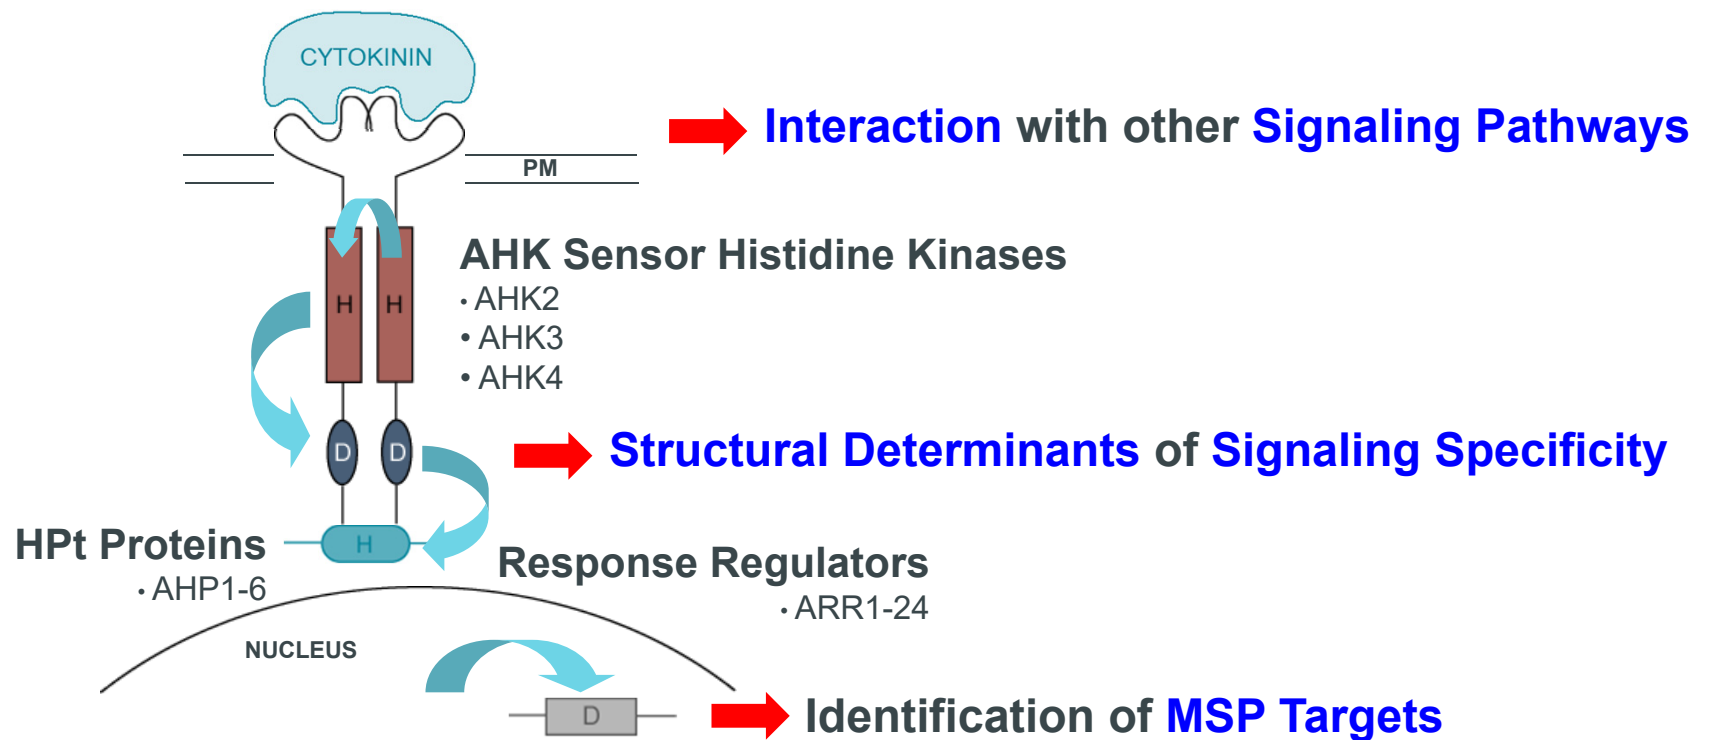 CYTOKININ
Interaction with other Signaling Pathways
PM
AHK Sensor Histidine Kinases
• AHK2
• AHK3
• AHK4
H H
D D
Structural Determinants of Signaling Specificity
HPt Proteins
• AHP1-6
H
Response Regulators
• ARR1-24
NUCLEUS
D
Identification of MSP Targets